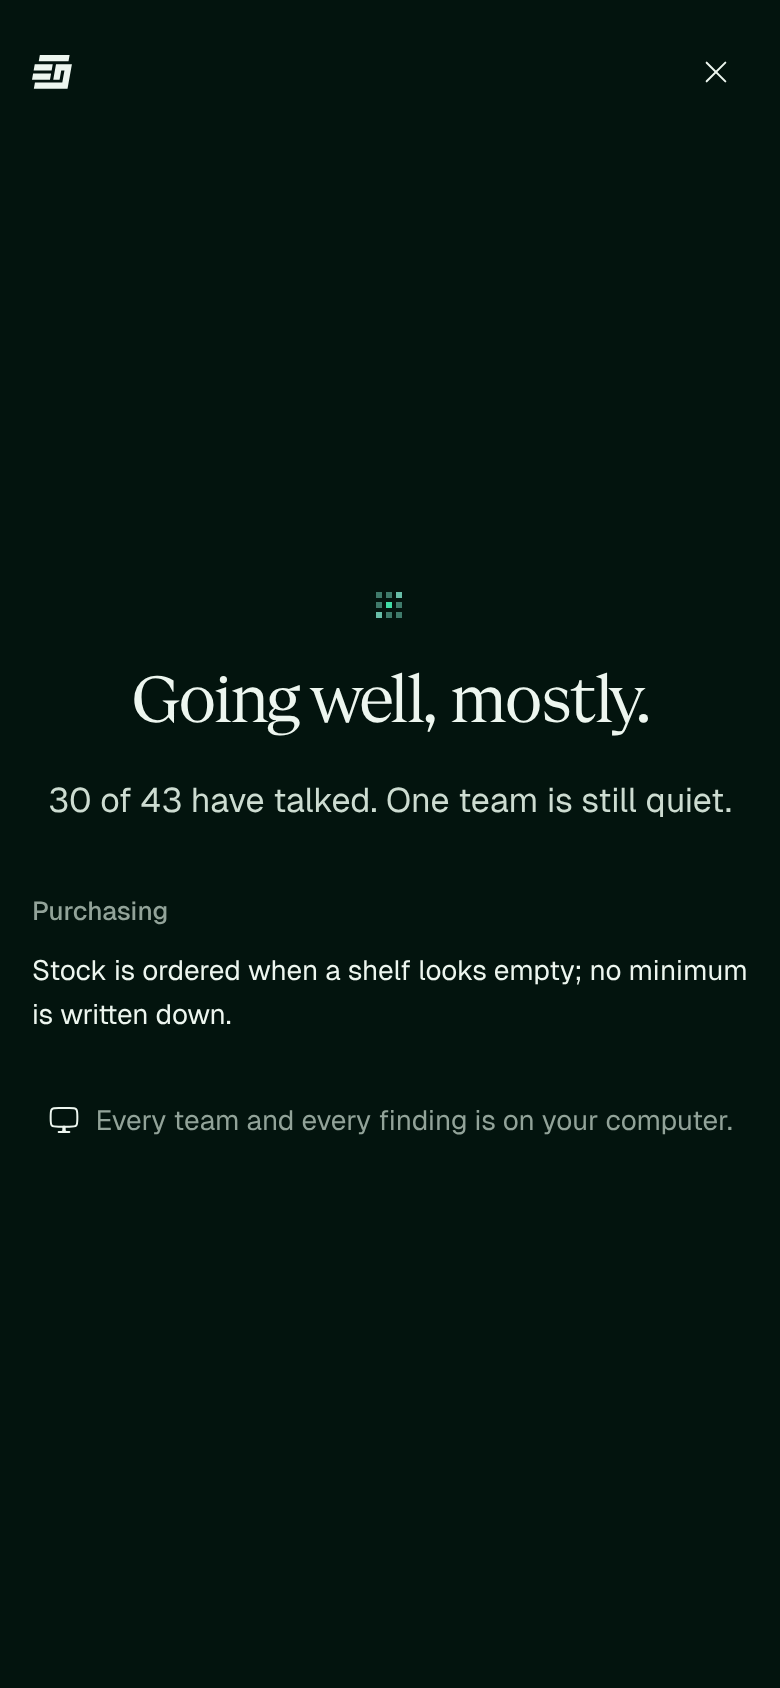 Going well, mostly.
30 of 43 have talked. One team is still quiet.
Purchasing
Stock is ordered when a shelf looks empty; no minimum
is written down.
Every team and every finding is on your computer.